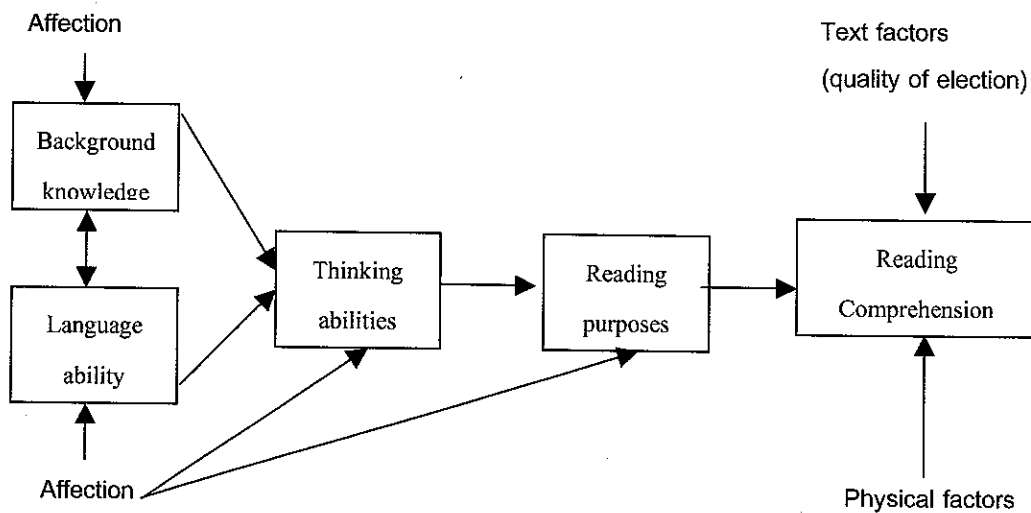 Affection
Text factors
(quality of election)
Background
knowledge
Thinking
abilities
Reading
purposes
Reading
Comprehension
Language
ability
Affection
Physical factors